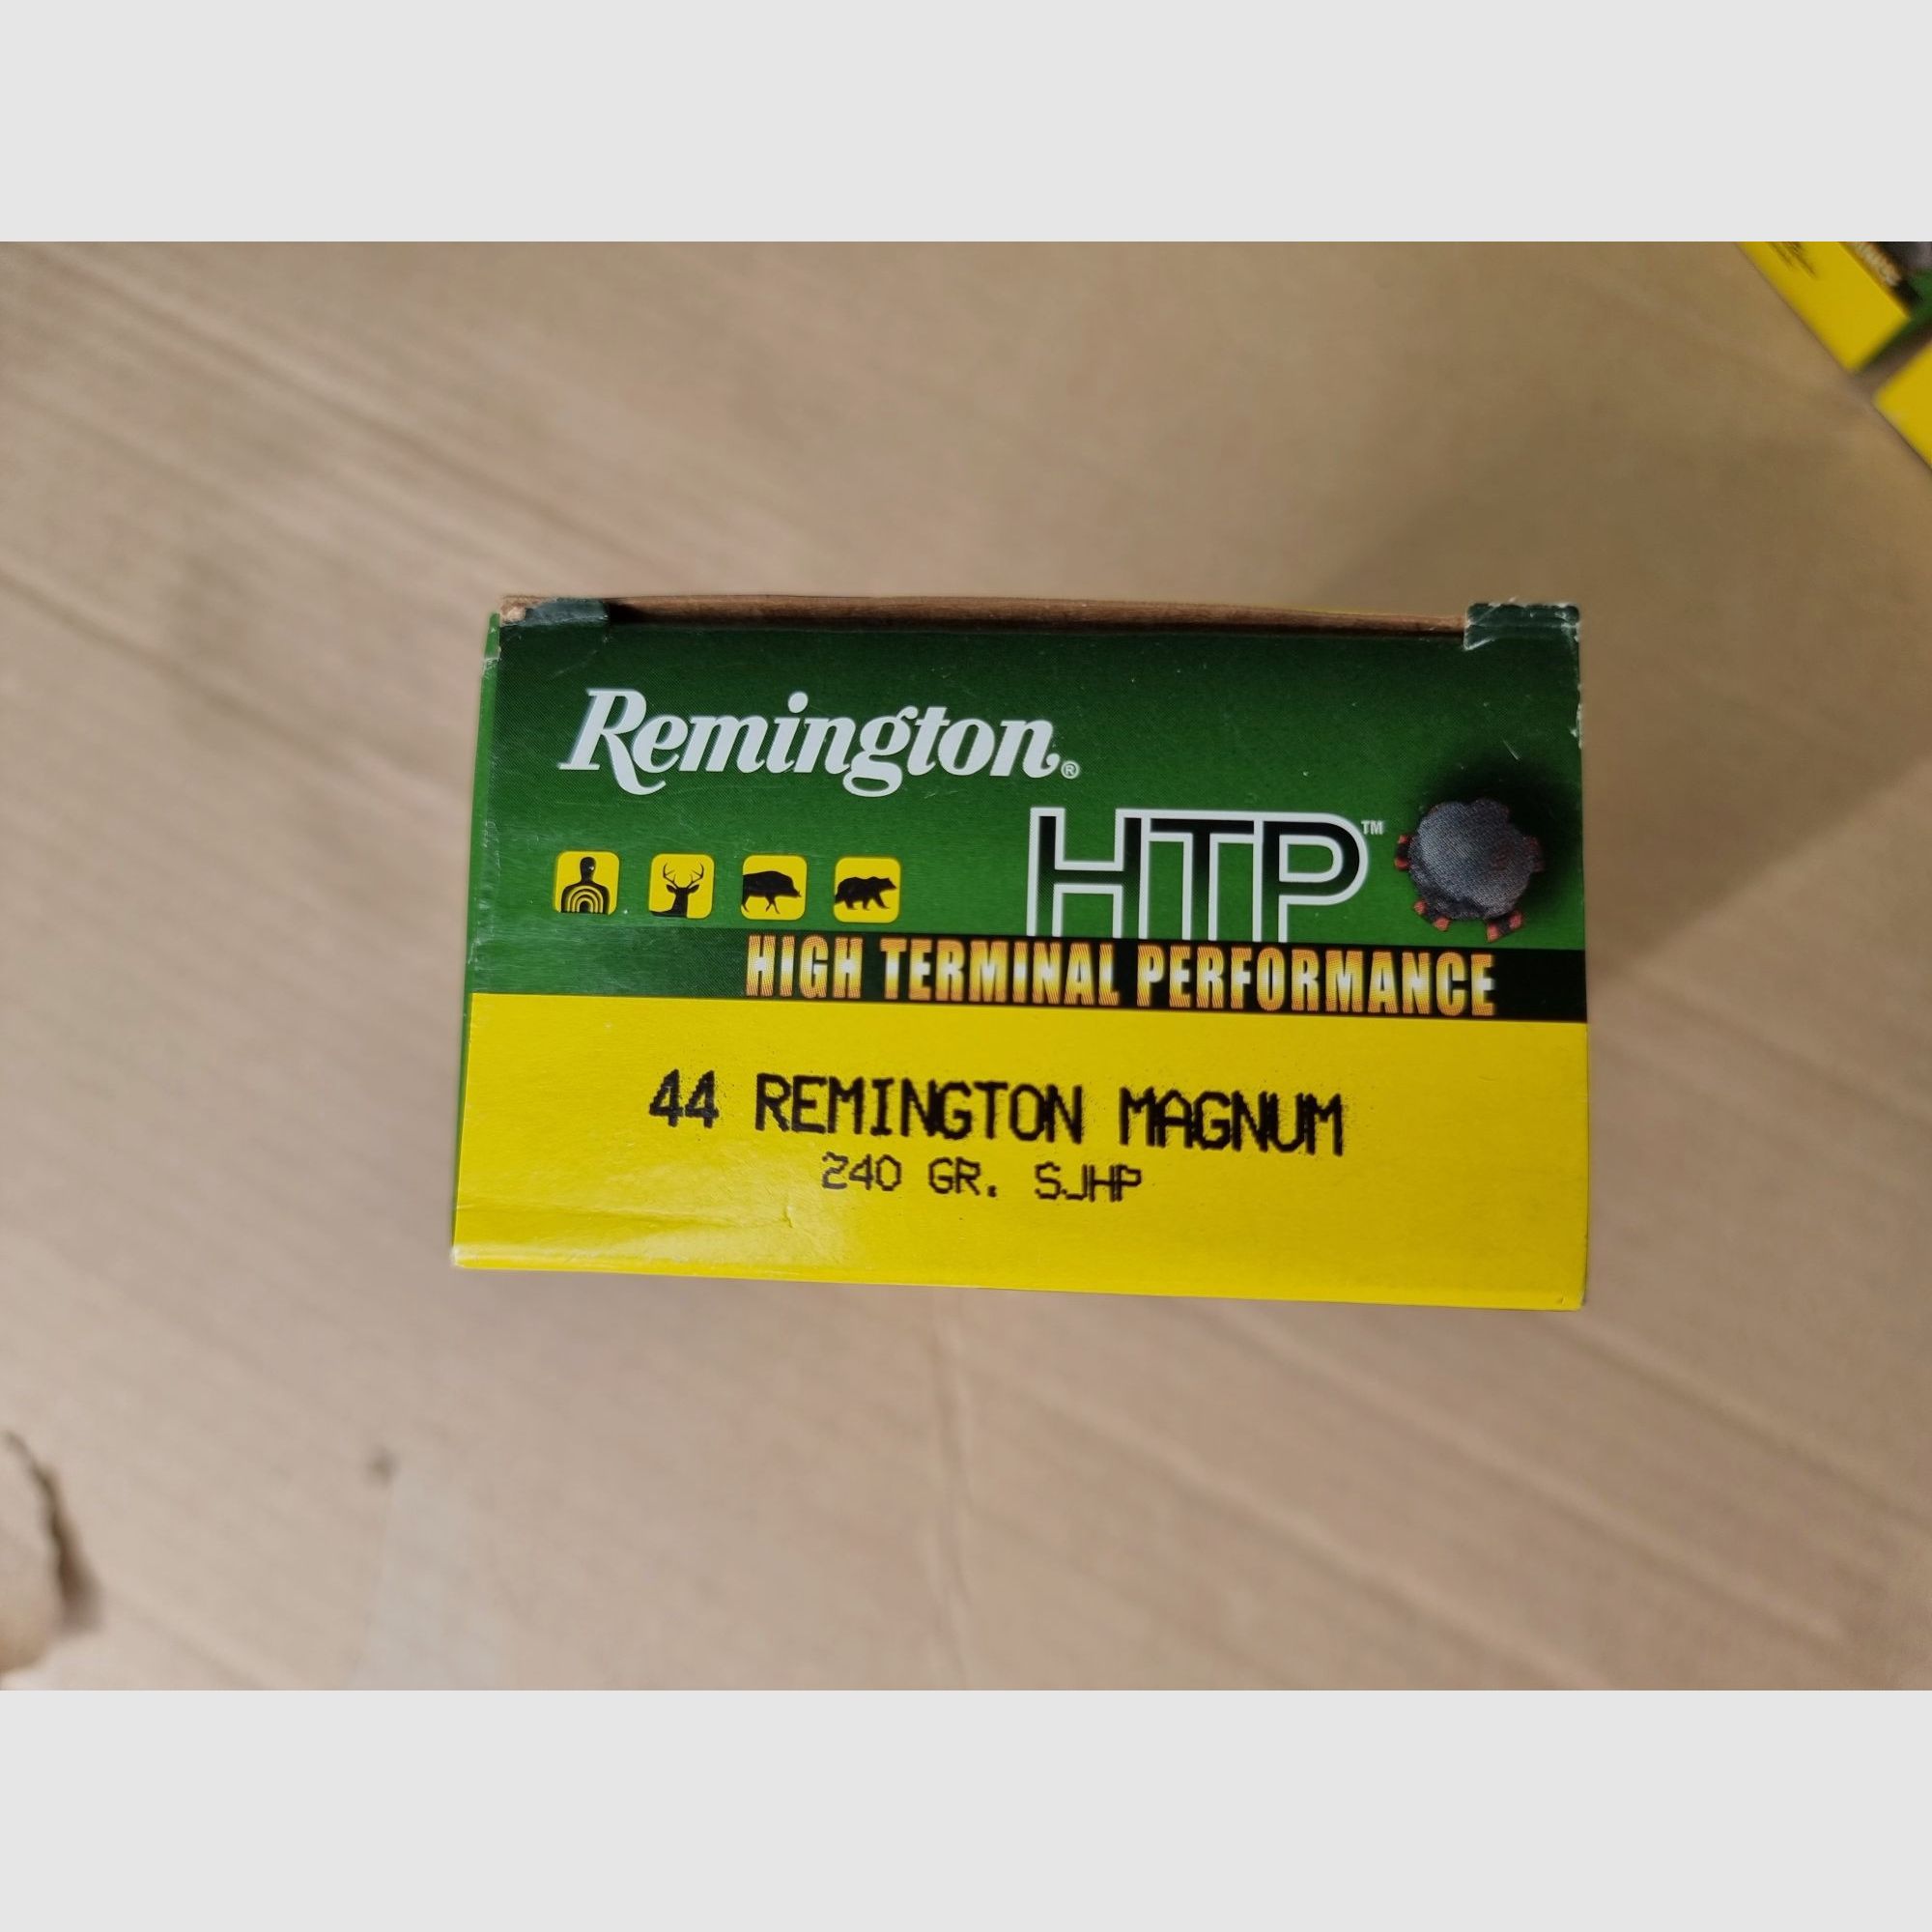 Remington®
HTP™
HIGH TERMINAL PERFORMANCE
44 REMINGTON MAGNUM
240 GR. SJHP